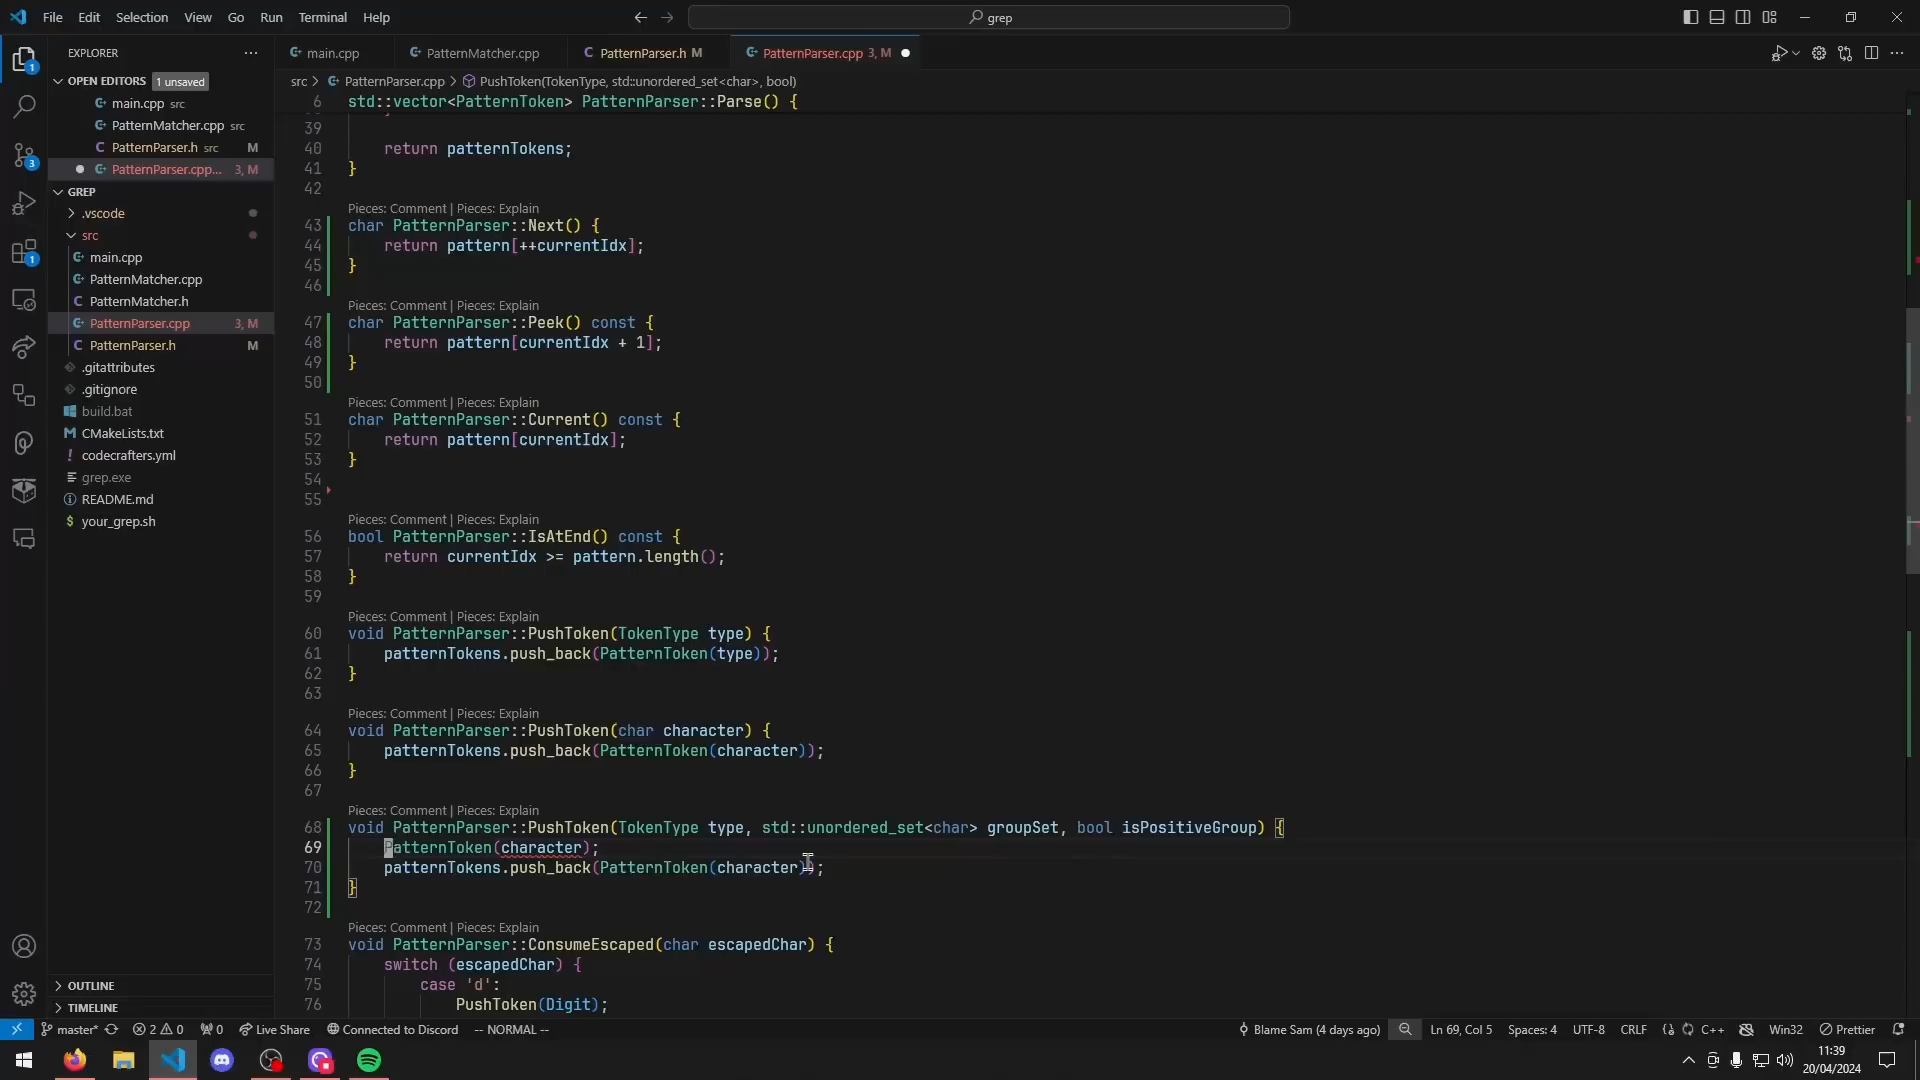 File Edit Selection View Go Run Terminal Help
grep
EXPLORER
main.cpp
PatternMatcher.cpp
PatternParser.h M
PatternParser.cpp 3, M
OPEN EDITORS 1 unsaved
src > PatternParser.cpp > PushToken(TokenType, std::unordered_set<char>, bool)
main.cpp src
PatternMatcher.cpp src
PatternParser.h src M
PatternParser.cpp... 3, M
GREP
.vscode
src
main.cpp
PatternMatcher.cpp
PatternMatcher.h
PatternParser.cpp 3, M
PatternParser.h M
.gitattributes
.gitignore
build.bat
CMakeLists.txt
codecrafters.yml
grep.exe
README.md
your_grep.sh
OUTLINE
TIMELINE
6 std::vector<PatternToken> PatternParser::Parse() {
39
40 return patternTokens;
41 }
42
Pieces: Comment | Pieces: Explain
43 char PatternParser::Next() {
44 return pattern[++currentIdx];
45 }
46
Pieces: Comment | Pieces: Explain
47 char PatternParser::Peek() const {
48 return pattern[currentIdx + 1];
49 }
50
Pieces: Comment | Pieces: Explain
51 char PatternParser::Current() const {
52 return pattern[currentIdx];
53 }
54
55
Pieces: Comment | Pieces: Explain
56 bool PatternParser::IsAtEnd() const {
57 return currentIdx >= pattern.length();
58 }
59
Pieces: Comment | Pieces: Explain
60 void PatternParser::PushToken(TokenType type) {
61 patternTokens.push_back(PatternToken(type));
62 }
63
Pieces: Comment | Pieces: Explain
64 void PatternParser::PushToken(char character) {
65 patternTokens.push_back(PatternToken(character));
66 }
67
Pieces: Comment | Pieces: Explain
68 void PatternParser::PushToken(TokenType type, std::unordered_set<char> groupSet, bool isPositiveGroup) {
69 PatternToken(character);
70 patternTokens.push_back(PatternToken(character));
71 }
72
Pieces: Comment | Pieces: Explain
73 void PatternParser::ConsumeEscaped(char escapedChar) {
74 switch (escapedChar) {
75 case 'd':
76 PushToken(Digit);
master* 2 0 0 Live Share Connected to Discord -- NORMAL -- Blame Sam (4 days ago) Ln 69, Col 5 Spaces: 4 UTF-8 CRLF C++ Win32 Prettier
11:39
20/04/2024